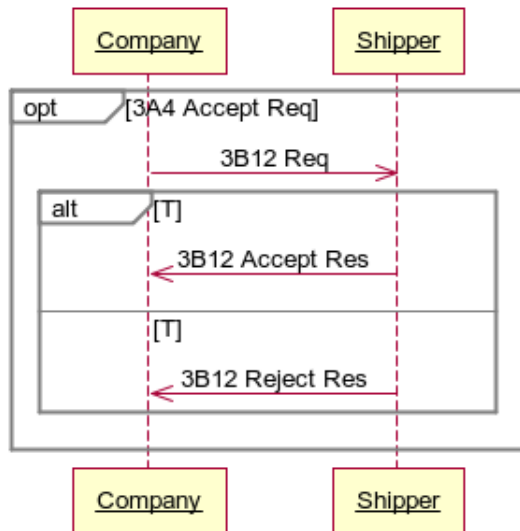 Company
Shipper
opt
[3A4 Accept Req]
3B12 Req
alt
[T]
3B12 Accept Res
[T]
3B12 Reject Res
Company
Shipper